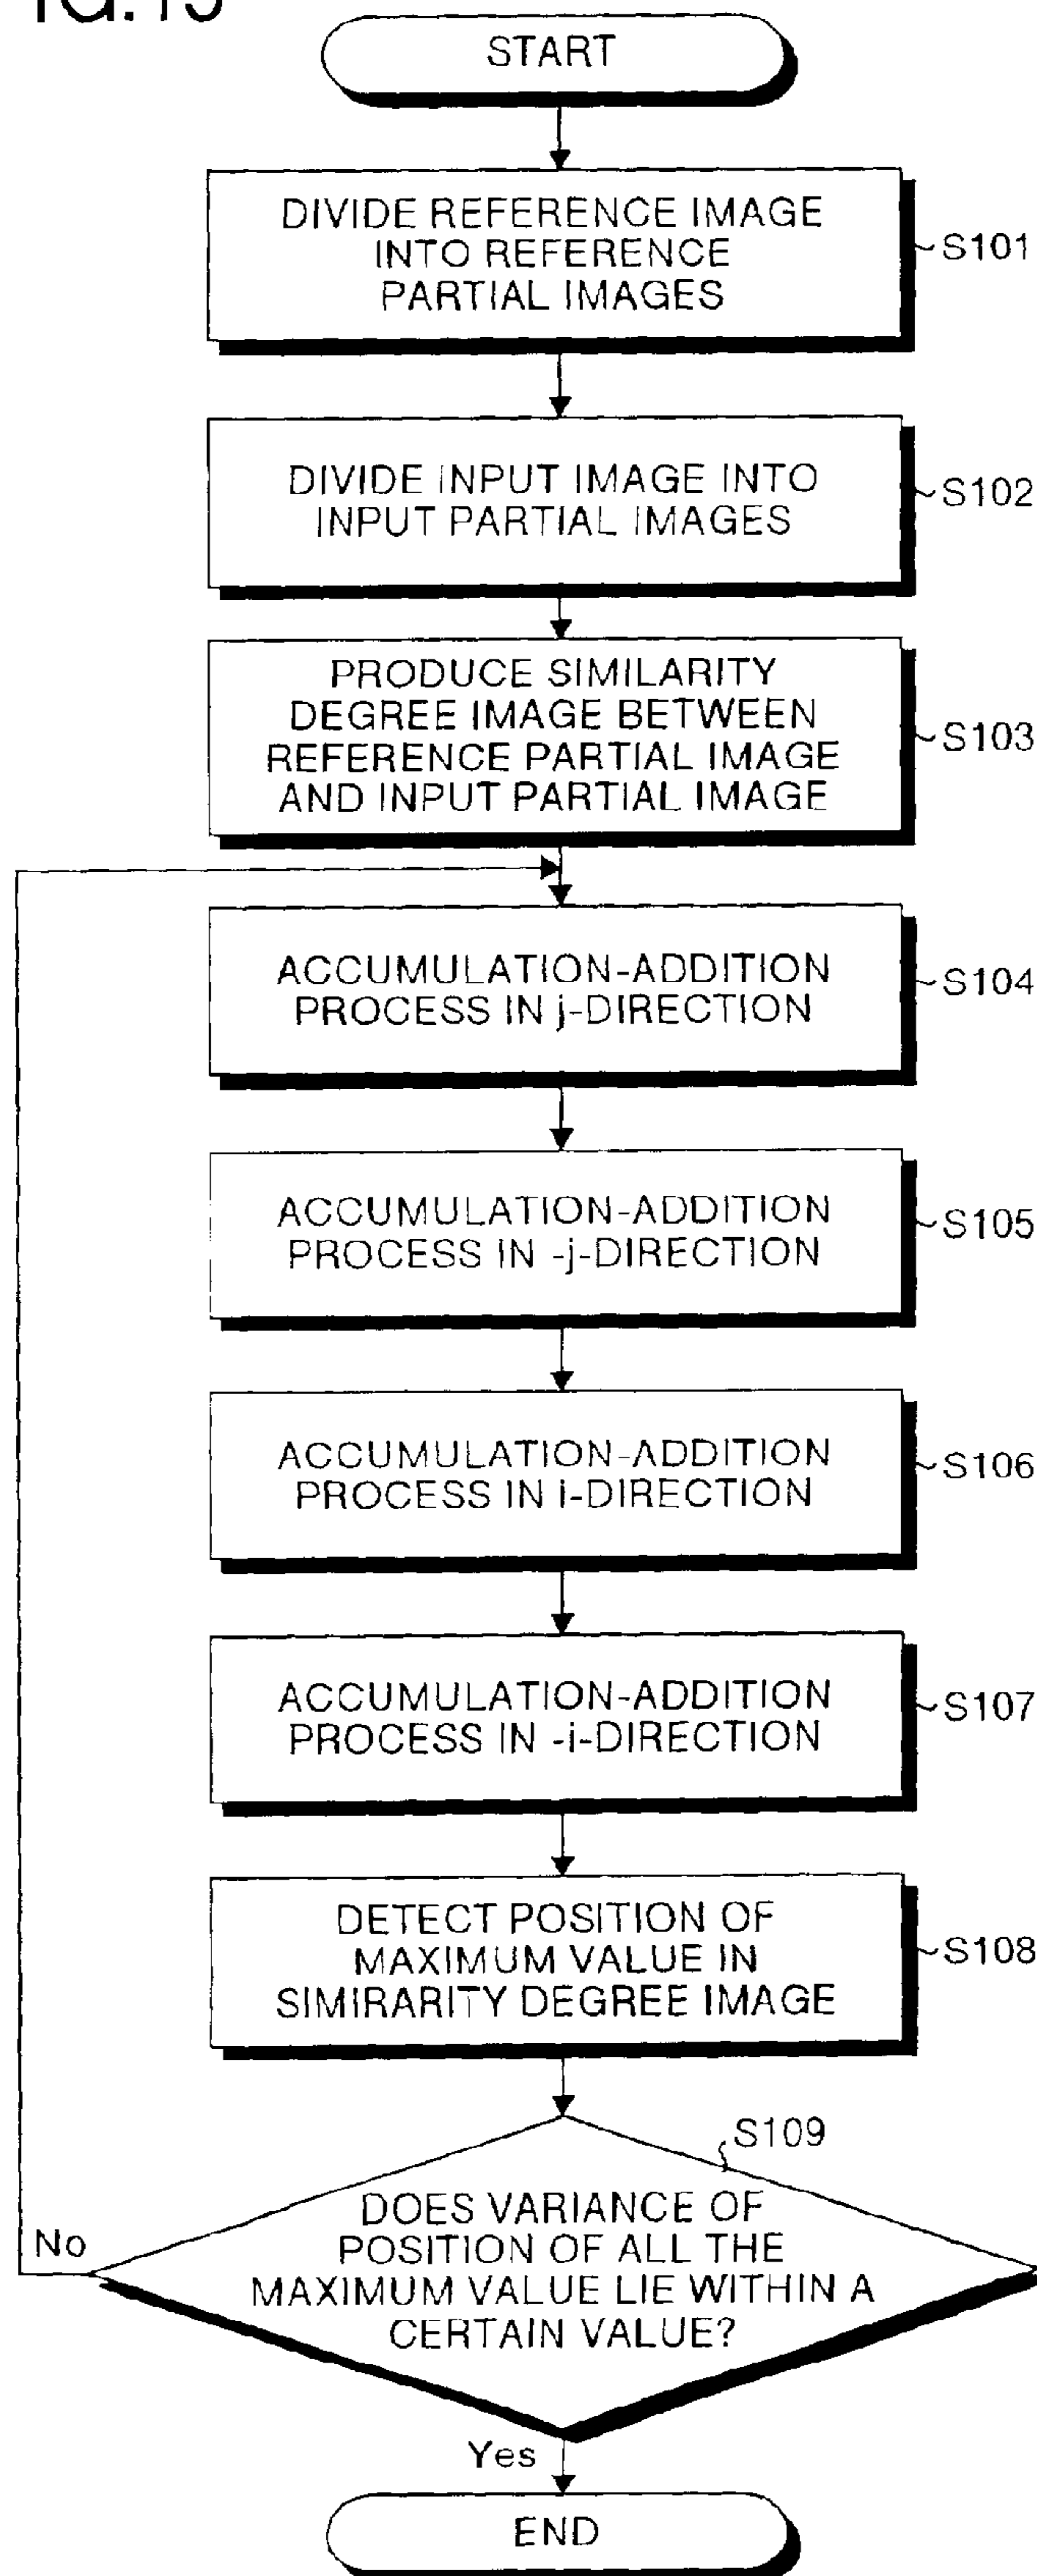 START
DIVIDE REFERENCE IMAGE
INTO REFERENCE
PARTIAL IMAGES
S101
DIVIDE INPUT IMAGE INTO
INPUT PARTIAL IMAGES
S102
PRODUCE SIMILARITY
DEGREE IMAGE BETWEEN
REFERENCE PARTIAL IMAGE
AND INPUT PARTIAL IMAGE
S103
ACCUMULATION-ADDITION
PROCESS IN j-DIRECTION
S104
ACCUMULATION-ADDITION
PROCESS IN -j-DIRECTION
S105
ACCUMULATION-ADDITION
PROCESS IN i-DIRECTION
S106
ACCUMULATION-ADDITION
PROCESS IN -i-DIRECTION
S107
DETECT POSITION OF
MAXIMUM VALUE IN
SIMIRARITY DEGREE IMAGE
S108
S109
DOES VARIANCE OF
POSITION OF ALL THE
MAXIMUM VALUE LIE WITHIN A
CERTAIN VALUE?
No
Yes
END